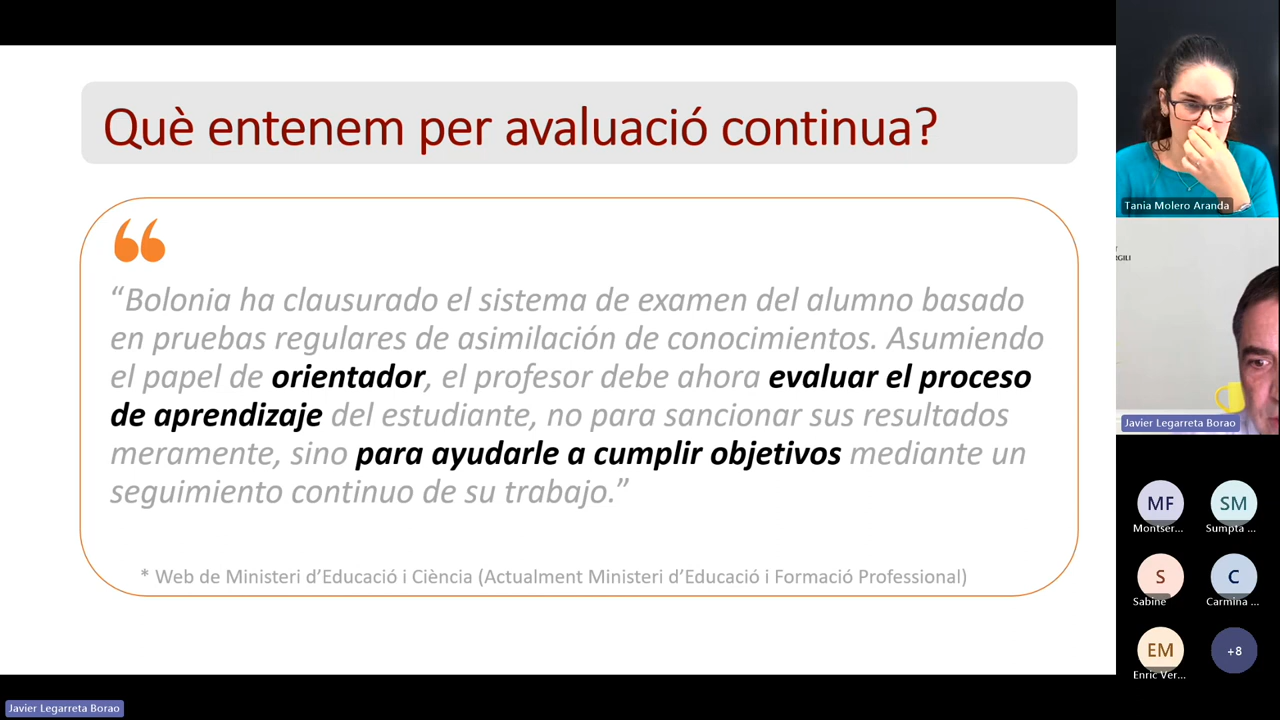 Què entenem per avaluació continua?
“Bolonia ha clausurado el sistema de examen del alumno basado
en pruebas regulares de asimilación de conocimientos. Asumiendo
el papel de orientador, el profesor debe ahora evaluar el proceso
de aprendizaje del estudiante, no para sancionar sus resultados
meramente, sino para ayudarle a cumplir objetivos mediante un
seguimiento continuo de su trabajo.”
* Web de Ministeri d’Educació i Ciència (Actualment Ministeri d’Educació i Formació Professional)
Tania Molero Aranda
Javier Legarreta Borao
MF
Montser...
SM
Sumpta ...
S
Sabine
C
Carmina ...
EM
Enric Ver...
+8
Javier Legarreta Borao